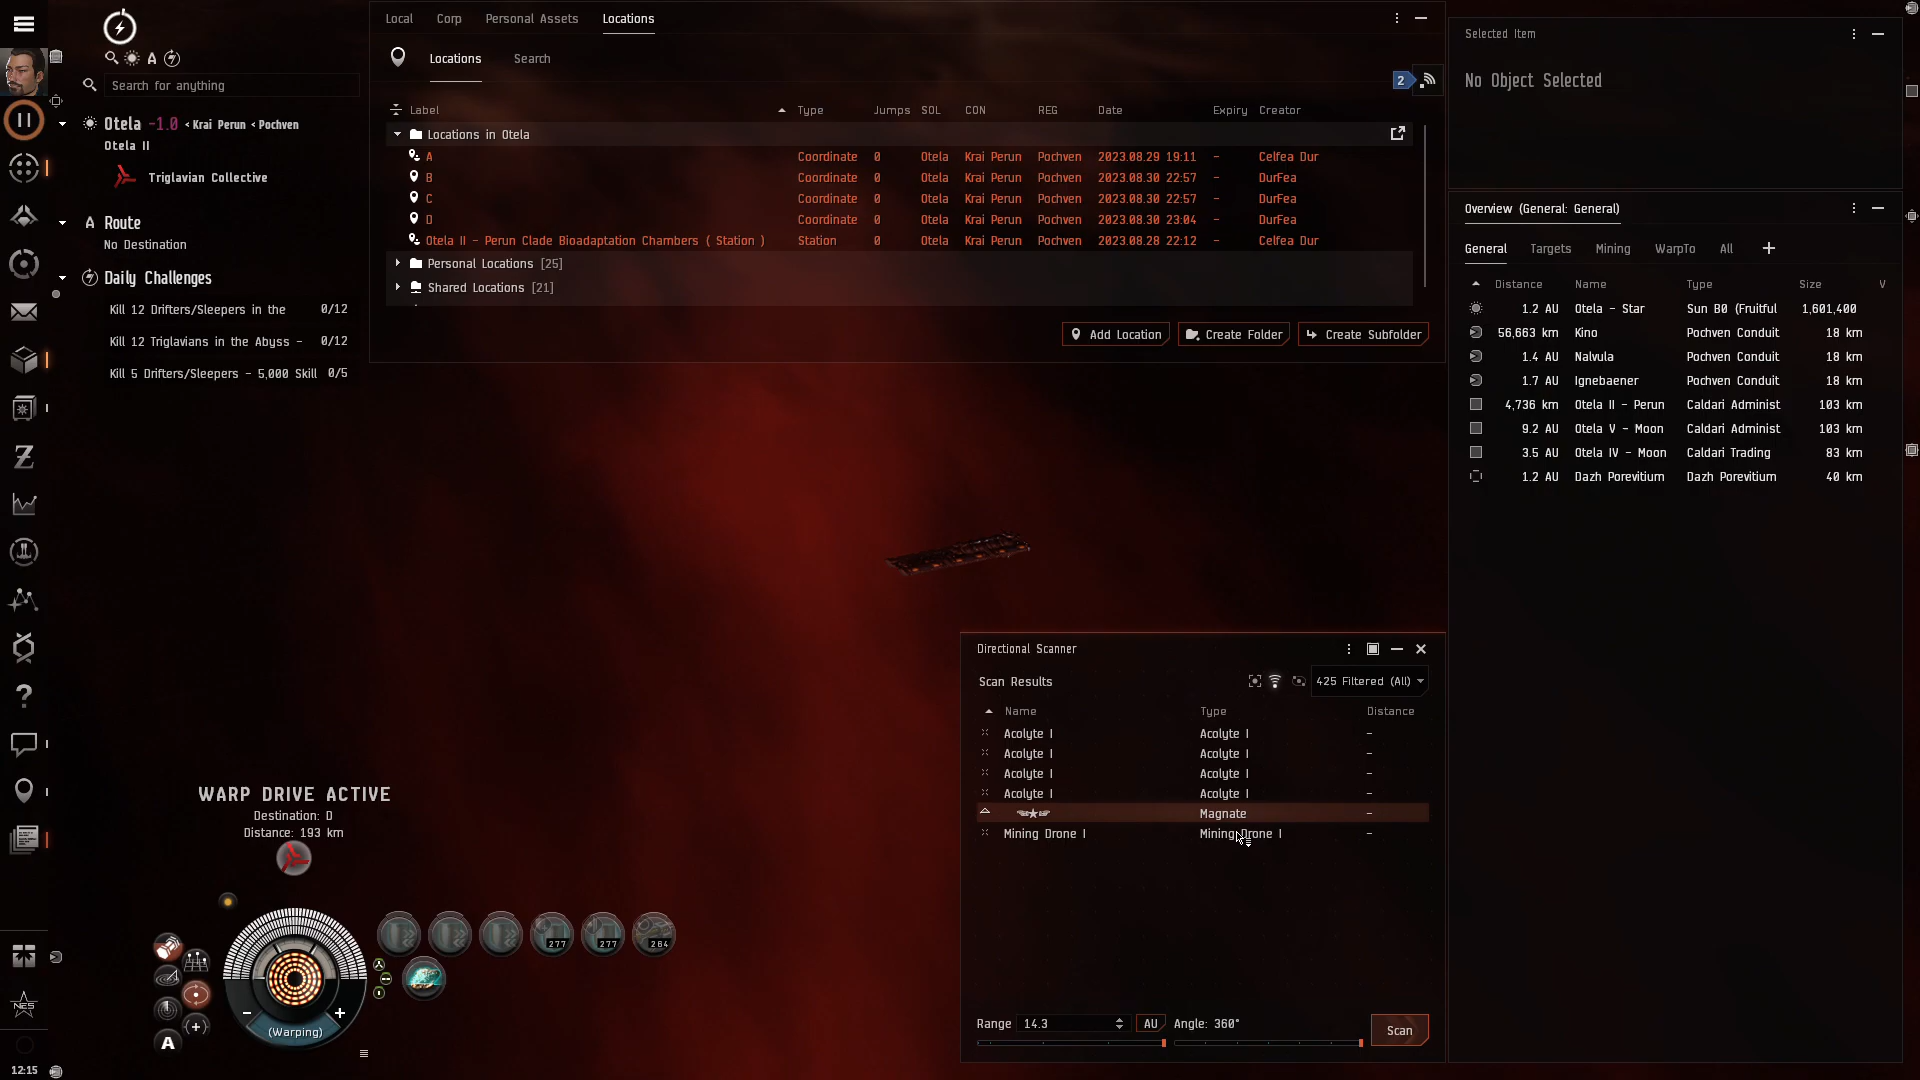 Local Corp Personal Assets Locations
Locations Search
2
Label Type Jumps SOL CON REG Date Expiry Creator
Locations in Otela
A Coordinate 0 Otela Krai Perun Pochven 2023.08.29 19:11 - Celfea Dur
B Coordinate 0 Otela Krai Perun Pochven 2023.08.30 22:57 - DurFea
C Coordinate 0 Otela Krai Perun Pochven 2023.08.30 22:57 - DurFea
D Coordinate 0 Otela Krai Perun Pochven 2023.08.30 23:04 - DurFea
Otela II - Perun Clade Bioadaptation Chambers ( Station ) Station 0 Otela Krai Perun Pochven 2023.08.28 22:12 - Celfea Dur
Personal Locations [25]
Shared Locations [21]
Add Location Create Folder Create Subfolder
A
Search for anything
Otela -1.0 < Krai Perun < Pochven
Otela II
Triglavian Collective
A Route
No Destination
Daily Challenges
Kill 12 Drifters/Sleepers in the 0/12
Kill 12 Triglavians in the Abyss - 0/12
Kill 5 Drifters/Sleepers - 5,000 Skill 0/5
Selected Item
No Object Selected
Overview (General: General)
General Targets Mining WarpTo All +
Distance Name Type Size V
1.2 AU Otela - Star Sun B0 (Fruitful 1,601,400
56,663 km Kino Pochven Conduit 18 km
1.4 AU Nalvula Pochven Conduit 18 km
1.7 AU Ignebaener Pochven Conduit 18 km
4,736 km Otela II - Perun Caldari Administ 103 km
9.2 AU Otela V - Moon Caldari Administ 103 km
3.5 AU Otela IV - Moon Caldari Trading 83 km
1.2 AU Dazh Porevitium Dazh Porevitium 40 km
Directional Scanner
Scan Results 425 Filtered (All)
Name Type Distance
Acolyte I Acolyte I -
Acolyte I Acolyte I -
Acolyte I Acolyte I -
Acolyte I Acolyte I -
Magnate -
Mining Drone I Mining Drone I -
Range 14.3 AU Angle: 360° Scan
WARP DRIVE ACTIVE
Destination: D
Distance: 193 km
277 277 264
- +
(Warping)
A
NES
12:15